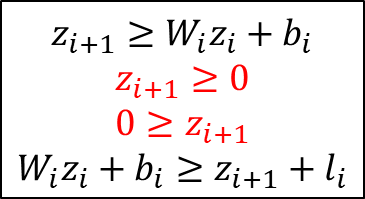 z_{i+1} ≥ W_i z_i + b_i
z_{i+1} ≥ 0
0 ≥ z_{i+1}
W_i z_i + b_i ≥ z_{i+1} + l_i